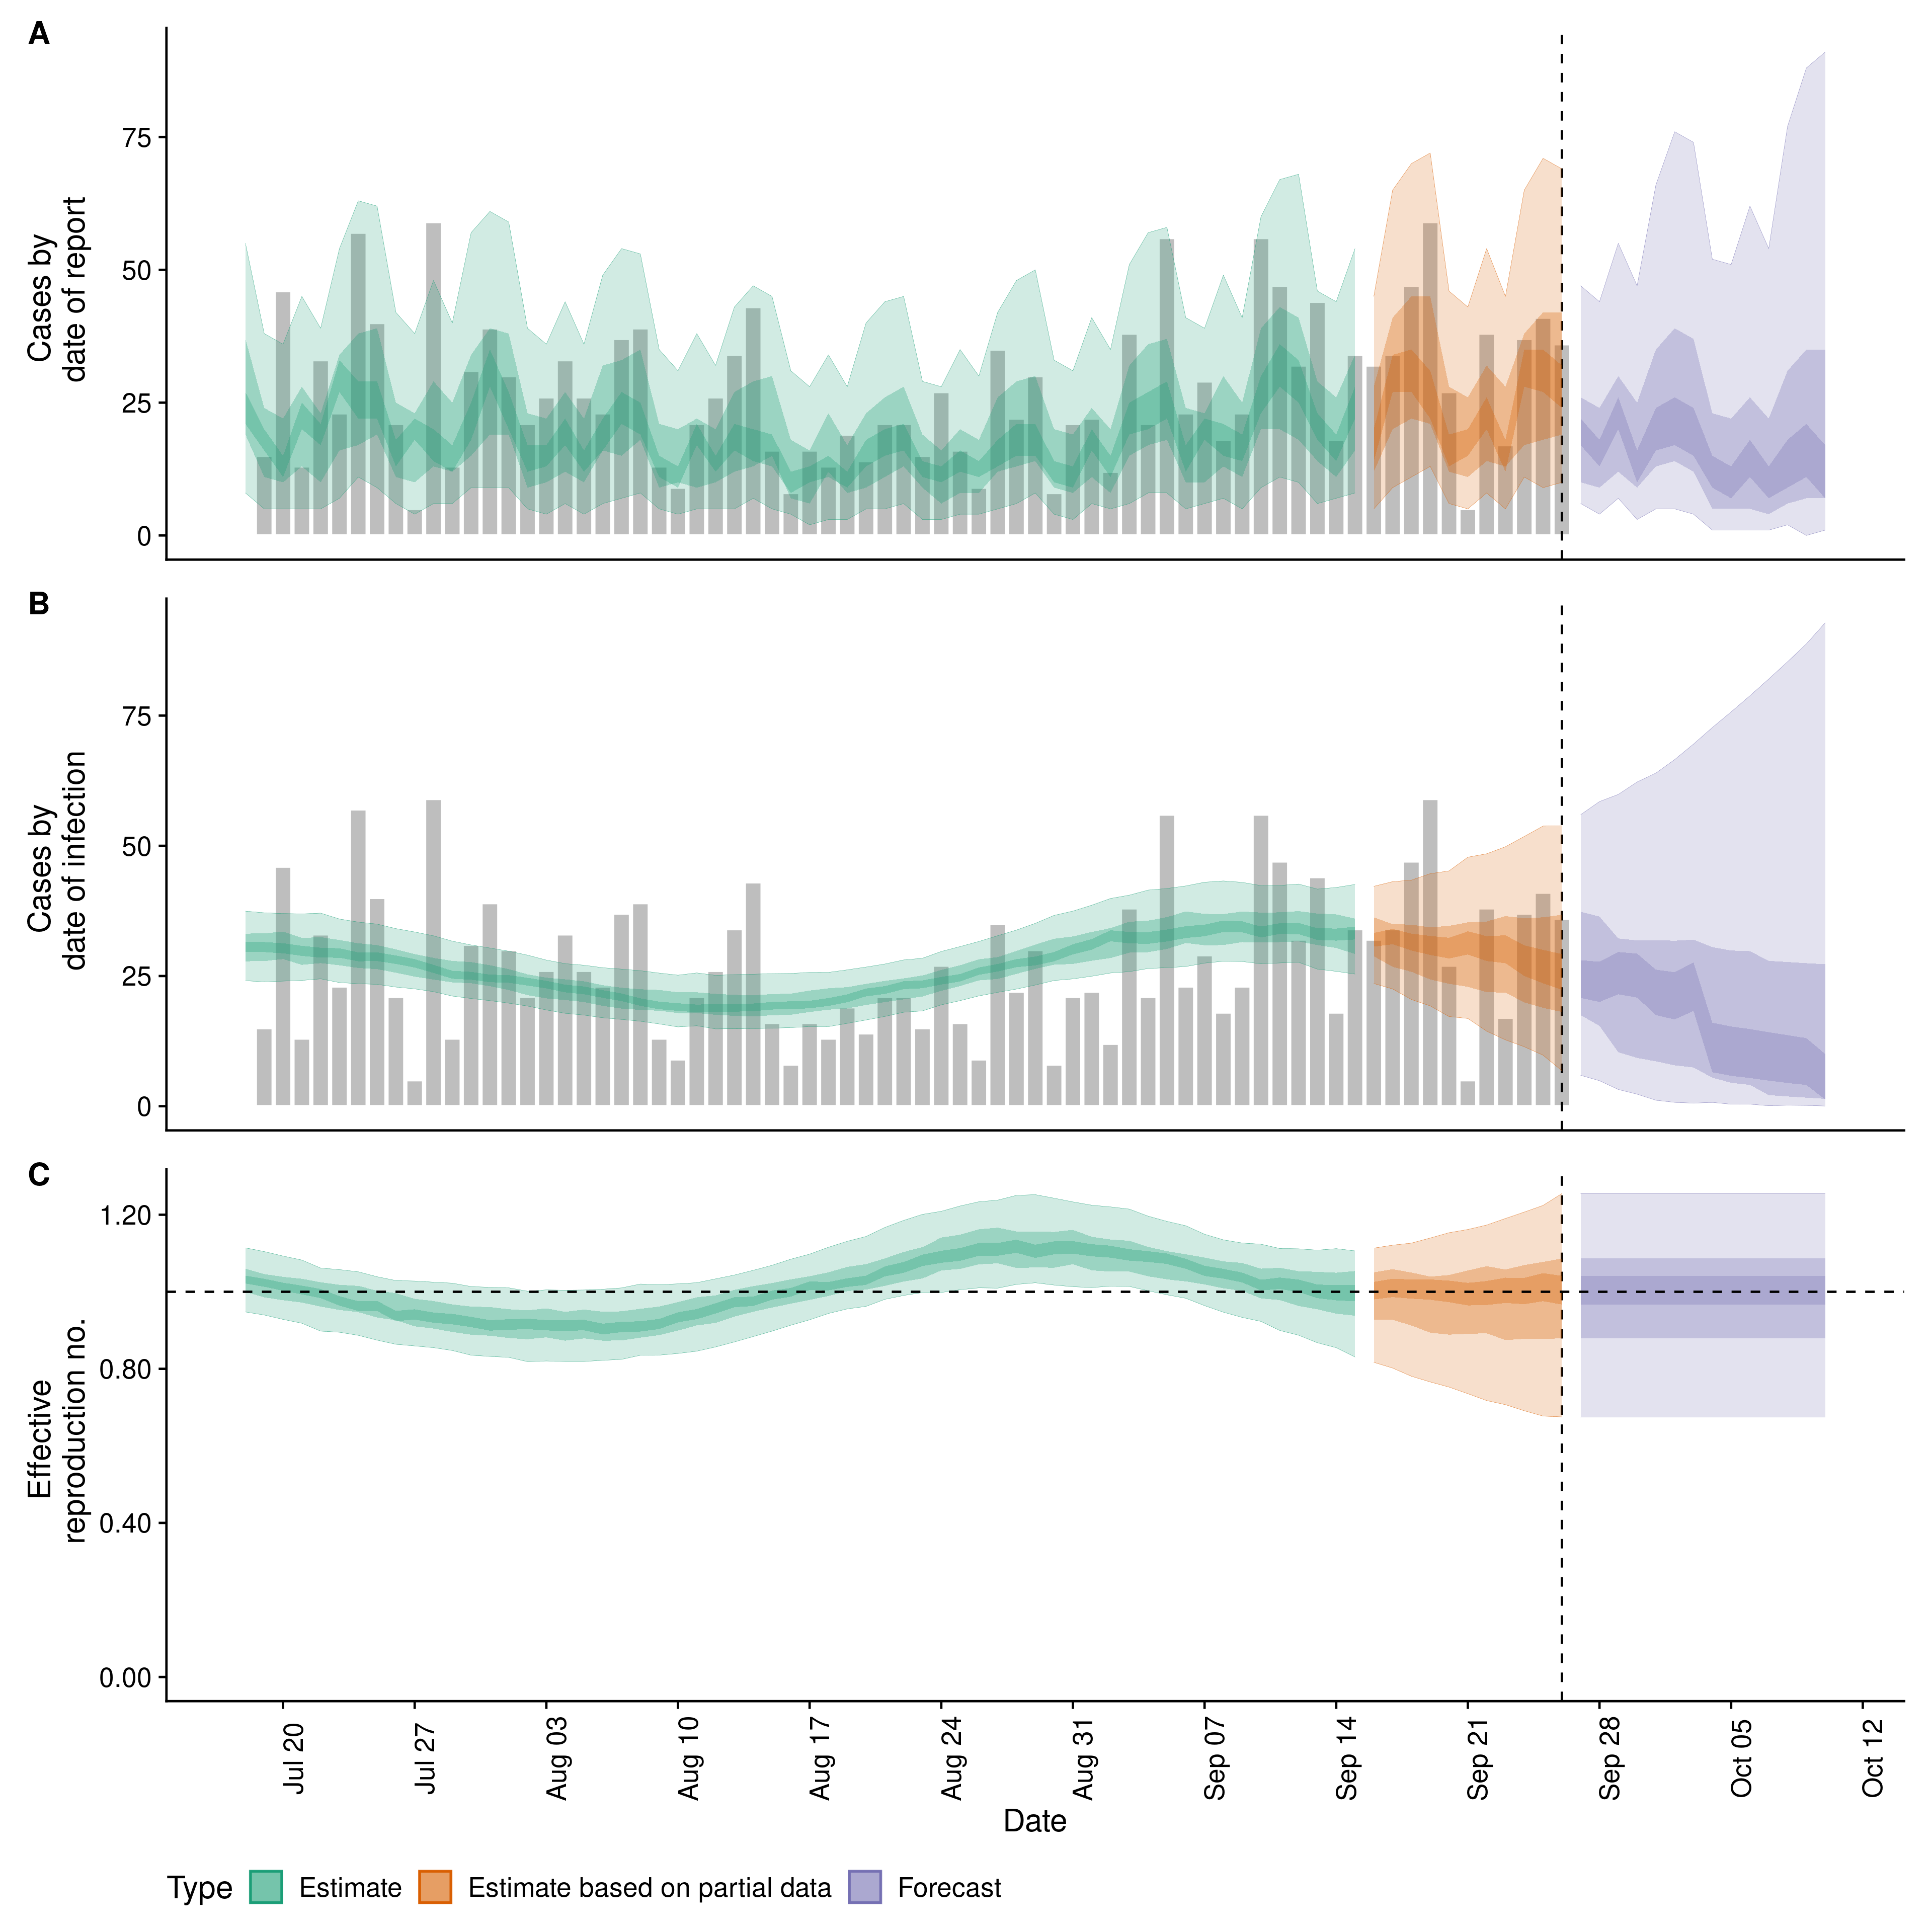 A
Cases by
date of report
75
50
25
0
B
Cases by
date of infection
75
50
25
0
C
Effective
reproduction no.
1.20
0.80
0.40
0.00
Jul 20
Jul 27
Aug 03
Aug 10
Aug 17
Aug 24
Aug 31
Sep 07
Sep 14
Sep 21
Sep 28
Oct 05
Oct 12
Date
Type Estimate Estimate based on partial data Forecast